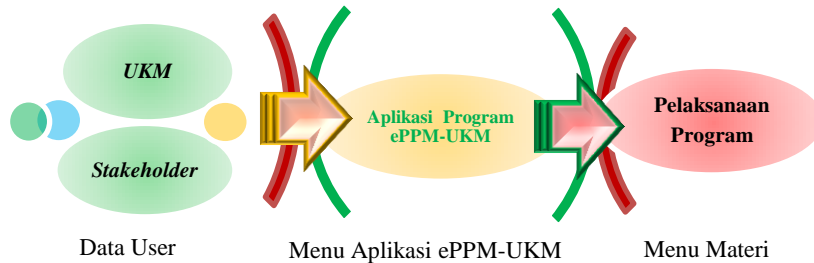 UKM
Stakeholder
Aplikasi Program
ePPM-UKM
Pelaksanaan
Program
Data User
Menu Aplikasi ePPM-UKM
Menu Materi